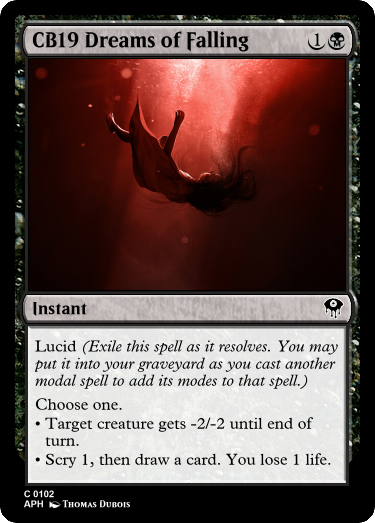 CB19 Dreams of Falling 1
Instant
Lucid (Exile this spell as it resolves. You may
put it into your graveyard as you cast another
modal spell to add its modes to that spell.)
Choose one.
• Target creature gets -2/-2 until end of
turn.
• Scry 1, then draw a card. You lose 1 life.
C 0102
APH Thomas Dubois